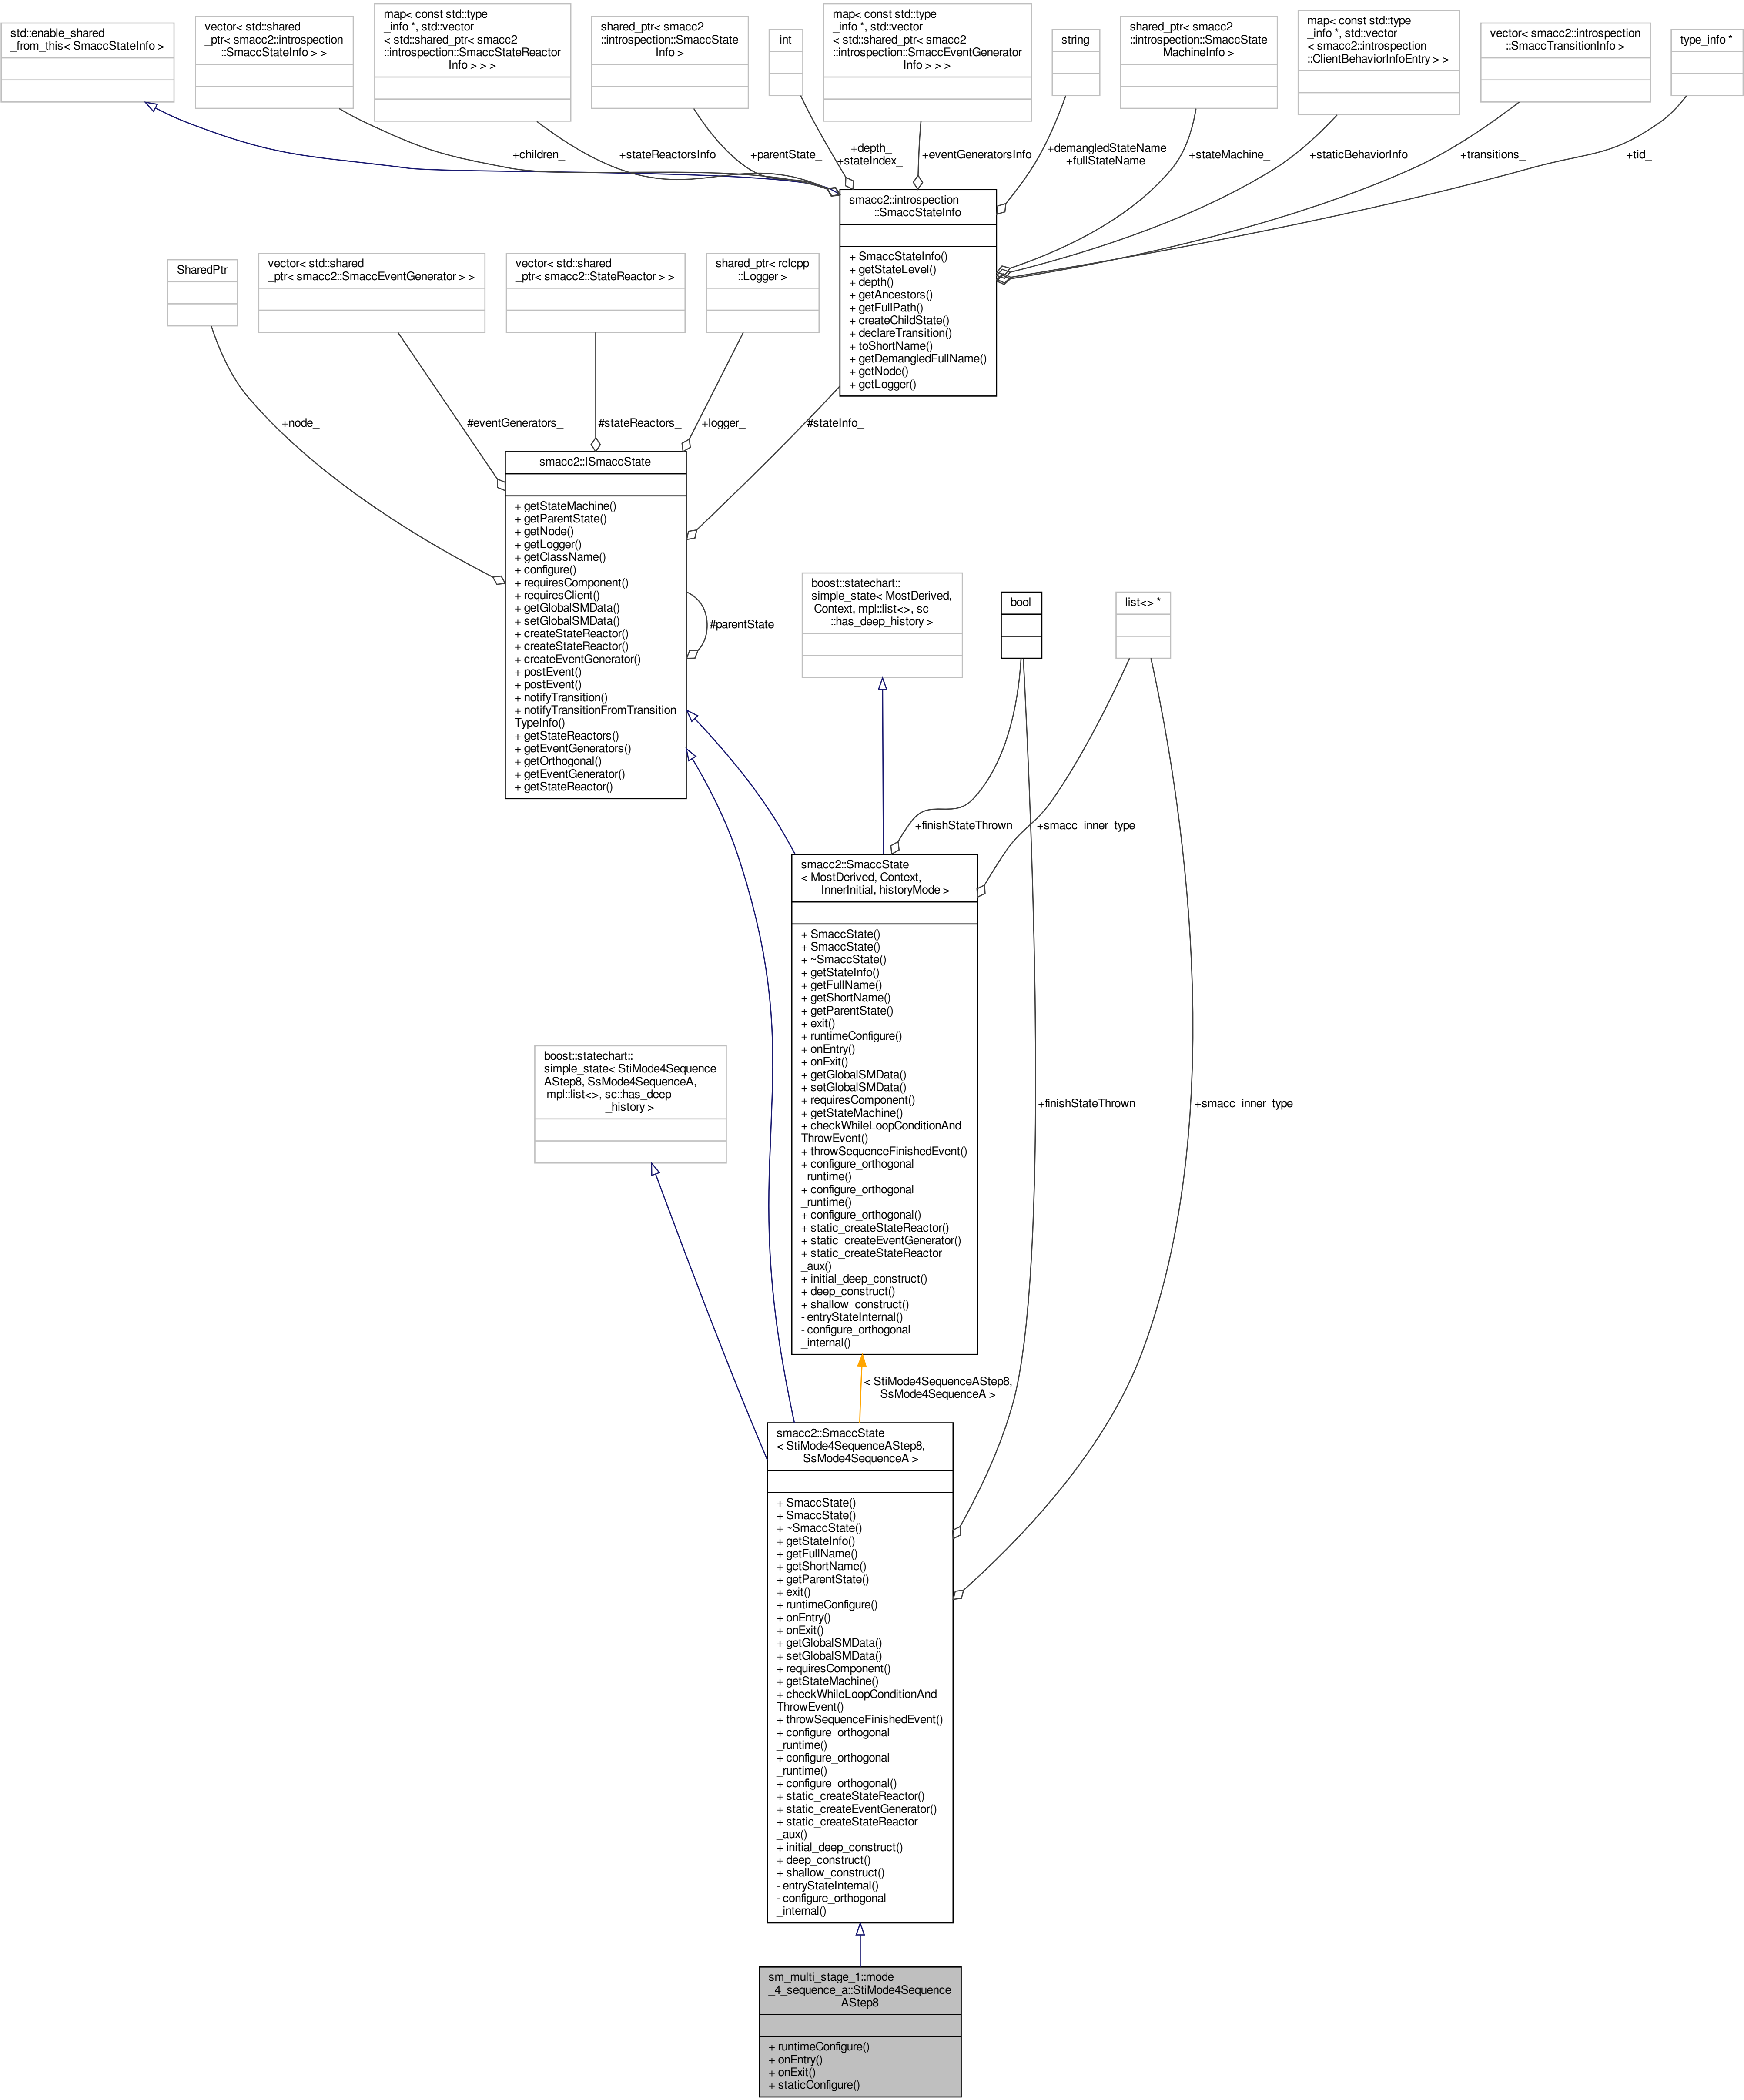 std::enable_shared
_from_this< SmaccStateInfo >
vector< std::shared
_ptr< smacc2::introspection
::SmaccStateInfo > >
map< const std::type
_info *, std::vector
< std::shared_ptr< smacc2
::introspection::SmaccStateReactor
Info > > >
shared_ptr< smacc2
::introspection::SmaccState
Info >
int
map< const std::type
_info *, std::vector
< std::shared_ptr< smacc2
::introspection::SmaccEventGenerator
Info > > >
string
shared_ptr< smacc2
::introspection::SmaccState
MachineInfo >
map< const std::type
_info *, std::vector
< smacc2::introspection
::ClientBehaviorInfoEntry > >
vector< smacc2::introspection
::SmaccTransitionInfo >
type_info *
+children_
+stateReactorsInfo
+parentState_
+depth_
+stateIndex_
+eventGeneratorsInfo
+demangledStateName
+fullStateName
+stateMachine_
+staticBehaviorInfo
+transitions_
+tid_
smacc2::introspection
::SmaccStateInfo
+ SmaccStateInfo()
+ getStateLevel()
+ depth()
+ getAncestors()
+ getFullPath()
+ createChildState()
+ declareTransition()
+ toShortName()
+ getDemangledFullName()
+ getNode()
+ getLogger()
SharedPtr
vector< std::shared
_ptr< smacc2::SmaccEventGenerator > >
vector< std::shared
_ptr< smacc2::StateReactor > >
shared_ptr< rclcpp
::Logger >
+node_
#eventGenerators_
#stateReactors_
+logger_
#stateInfo_
smacc2::ISmaccState
+ getStateMachine()
+ getParentState()
+ getNode()
+ getLogger()
+ getClassName()
+ configure()
+ requiresComponent()
+ requiresClient()
+ getGlobalSMData()
+ setGlobalSMData()
+ createStateReactor()
+ createStateReactor()
+ createEventGenerator()
+ postEvent()
+ postEvent()
+ notifyTransition()
+ notifyTransitionFromTransition
TypeInfo()
+ getStateReactors()
+ getEventGenerators()
+ getOrthogonal()
+ getEventGenerator()
+ getStateReactor()
#parentState_
boost::statechart::
simple_state< MostDerived,
Context, mpl::list<>, sc
::has_deep_history >
bool
list<> *
+finishStateThrown
+smacc_inner_type
smacc2::SmaccState
< MostDerived, Context,
InnerInitial, historyMode >
+ SmaccState()
+ SmaccState()
+ ~SmaccState()
+ getStateInfo()
+ getFullName()
+ getShortName()
+ getParentState()
+ exit()
+ runtimeConfigure()
+ onEntry()
+ onExit()
+ getGlobalSMData()
+ setGlobalSMData()
+ requiresComponent()
+ getStateMachine()
+ checkWhileLoopConditionAnd
ThrowEvent()
+ throwSequenceFinishedEvent()
+ configure_orthogonal
_runtime()
+ configure_orthogonal
_runtime()
+ configure_orthogonal()
+ static_createStateReactor()
+ static_createEventGenerator()
+ static_createStateReactor
_aux()
+ initial_deep_construct()
+ deep_construct()
+ shallow_construct()
- entryStateInternal()
- configure_orthogonal
_internal()
boost::statechart::
simple_state< StiMode4Sequence
AStep8, SsMode4SequenceA,
mpl::list<>, sc::has_deep
_history >
+finishStateThrown
+smacc_inner_type
< StiMode4SequenceAStep8,
SsMode4SequenceA >
smacc2::SmaccState
< StiMode4SequenceAStep8,
SsMode4SequenceA >
+ SmaccState()
+ SmaccState()
+ ~SmaccState()
+ getStateInfo()
+ getFullName()
+ getShortName()
+ getParentState()
+ exit()
+ runtimeConfigure()
+ onEntry()
+ onExit()
+ getGlobalSMData()
+ setGlobalSMData()
+ requiresComponent()
+ getStateMachine()
+ checkWhileLoopConditionAnd
ThrowEvent()
+ throwSequenceFinishedEvent()
+ configure_orthogonal
_runtime()
+ configure_orthogonal
_runtime()
+ configure_orthogonal()
+ static_createStateReactor()
+ static_createEventGenerator()
+ static_createStateReactor
_aux()
+ initial_deep_construct()
+ deep_construct()
+ shallow_construct()
- entryStateInternal()
- configure_orthogonal
_internal()
sm_multi_stage_1::mode
_4_sequence_a::StiMode4Sequence
AStep8
+ runtimeConfigure()
+ onEntry()
+ onExit()
+ staticConfigure()